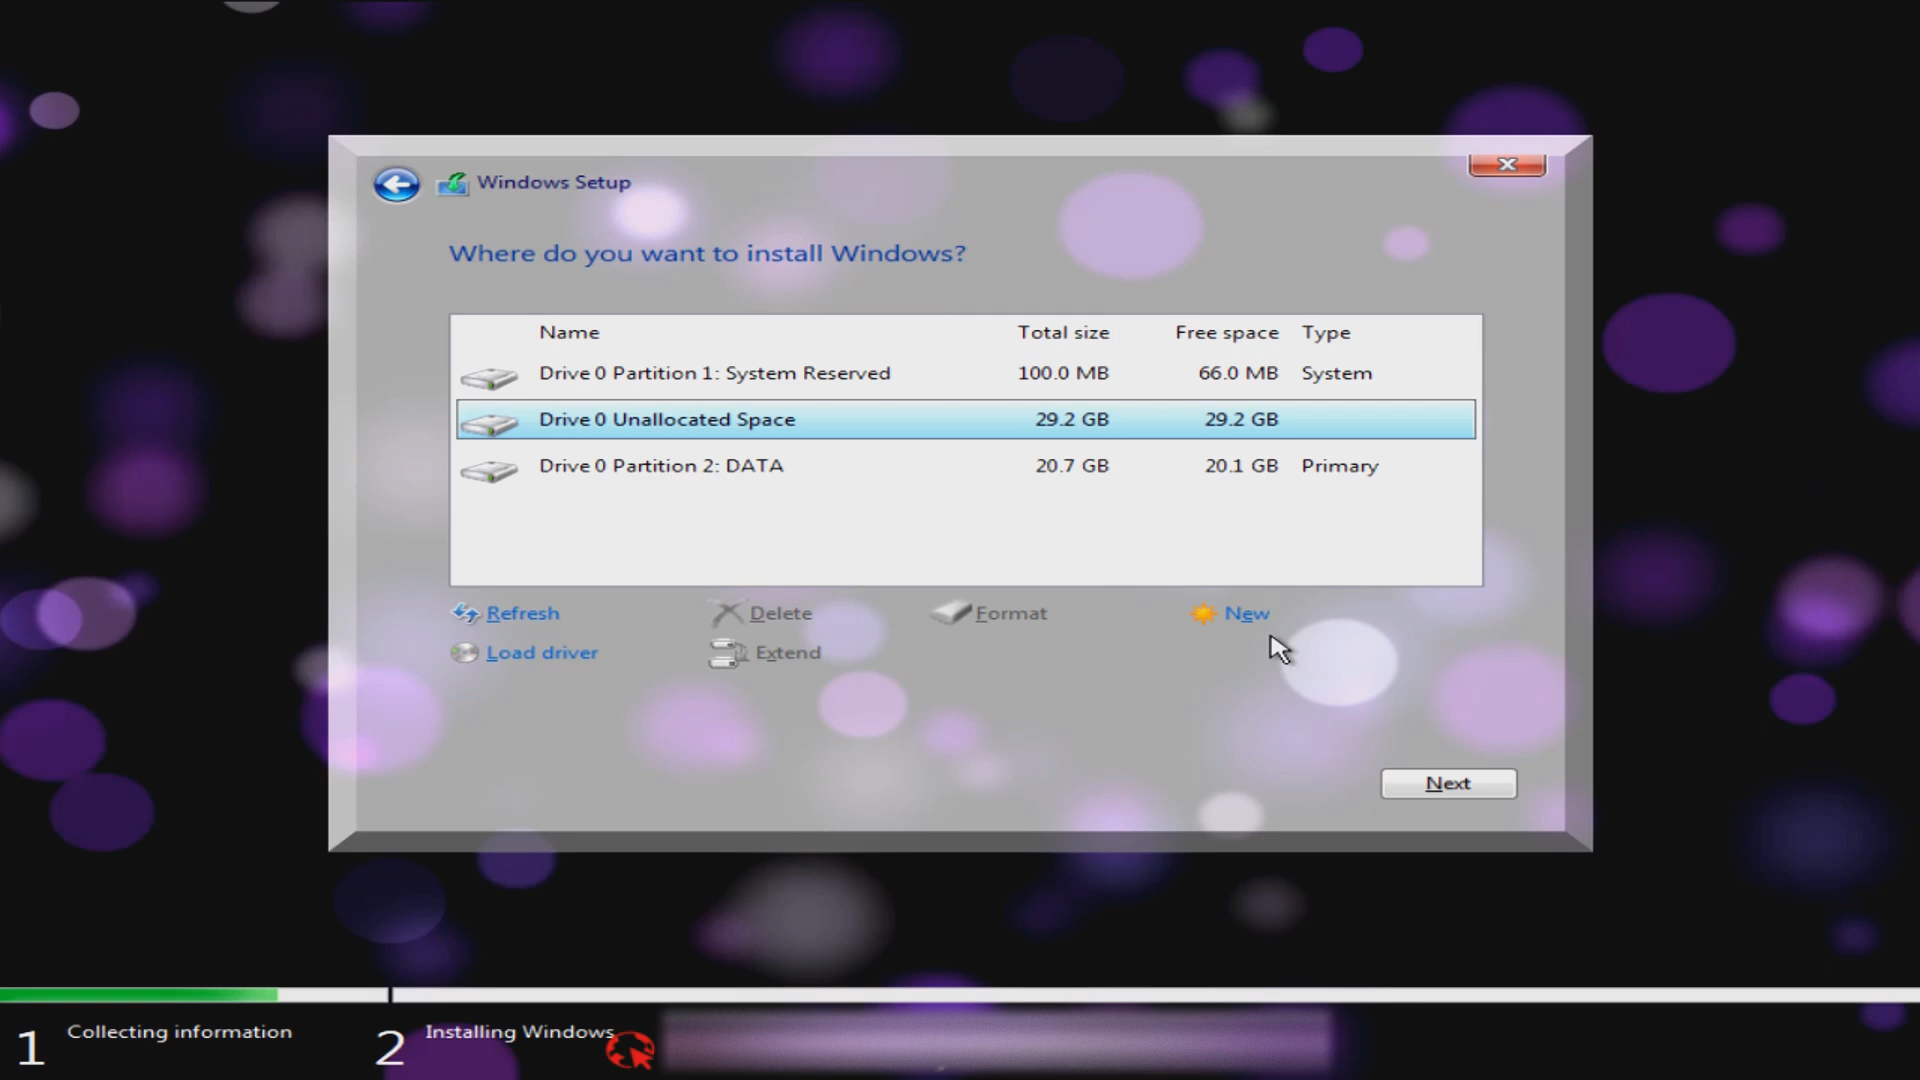 Windows Setup
Where do you want to install Windows?
Name Total size Free space Type
Drive 0 Partition 1: System Reserved 100.0 MB 66.0 MB System
Drive 0 Unallocated Space 29.2 GB 29.2 GB
Drive 0 Partition 2: DATA 20.7 GB 20.1 GB Primary
Refresh Delete Format New
Load driver Extend
Next
1 Collecting information 2 Installing Windows